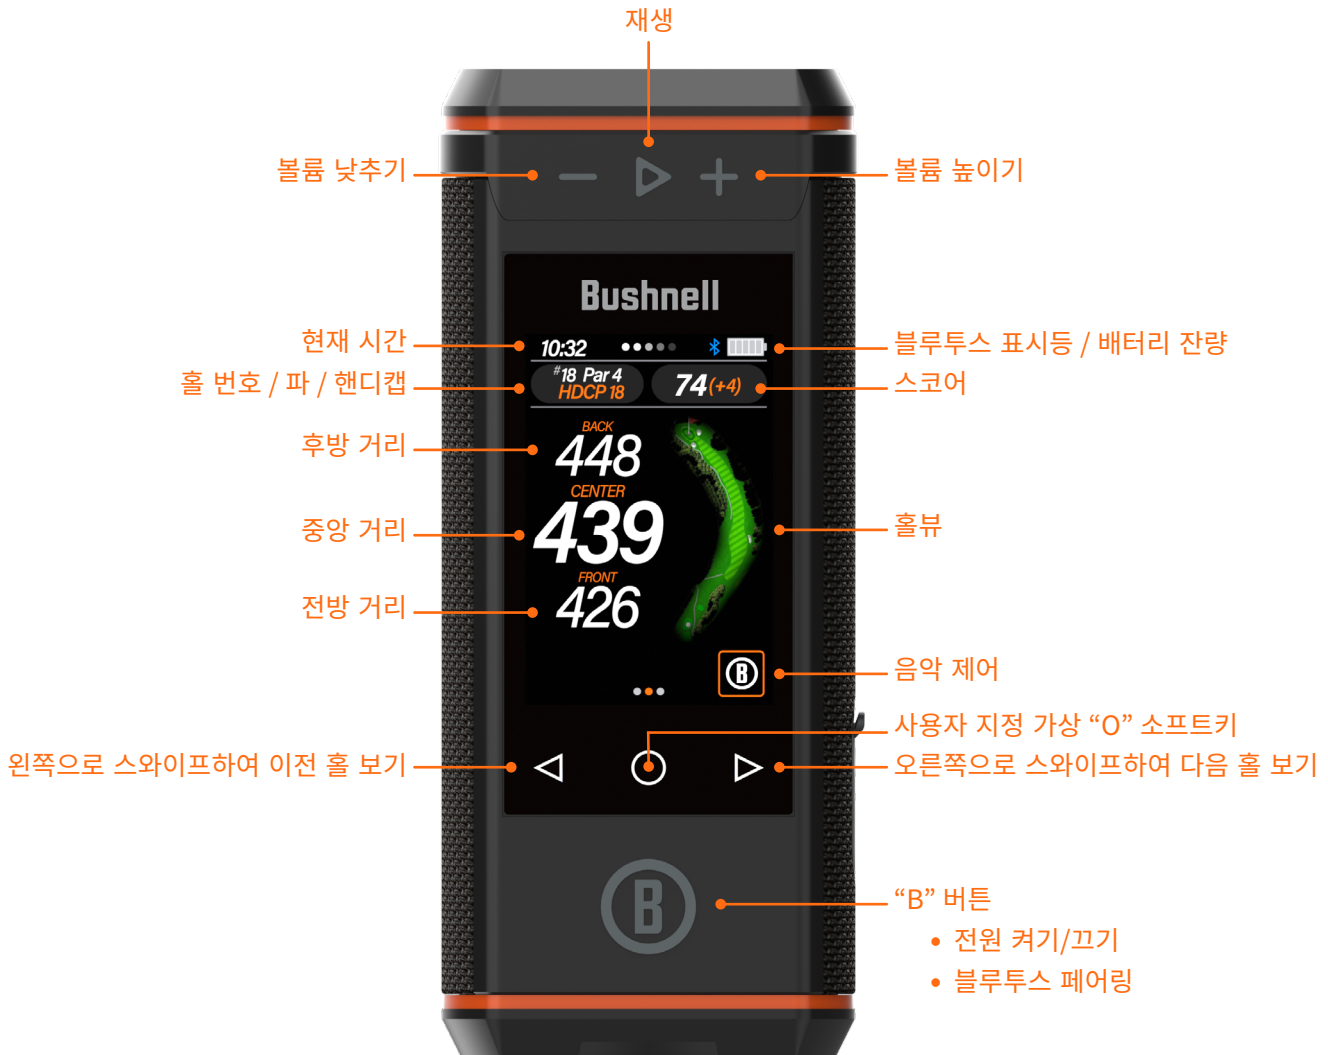 재생
볼륨 낮추기
볼륨 높이기
Bushnell
현재 시간
10:32
블루투스 표시등 / 배터리 잔량
홀 번호 / 파 / 핸디캡
#18 Par 4
HDCP 18
74(+4)
스코어
후방 거리
BACK
448
중앙 거리
CENTER
439
홀뷰
전방 거리
FRONT
426
B
음악 제어
사용자 지정 가상 “O” 소프트키
왼쪽으로 스와이프하여 이전 홀 보기
오른쪽으로 스와이프하여 다음 홀 보기
B
“B” 버튼
• 전원 켜기/끄기
• 블루투스 페어링